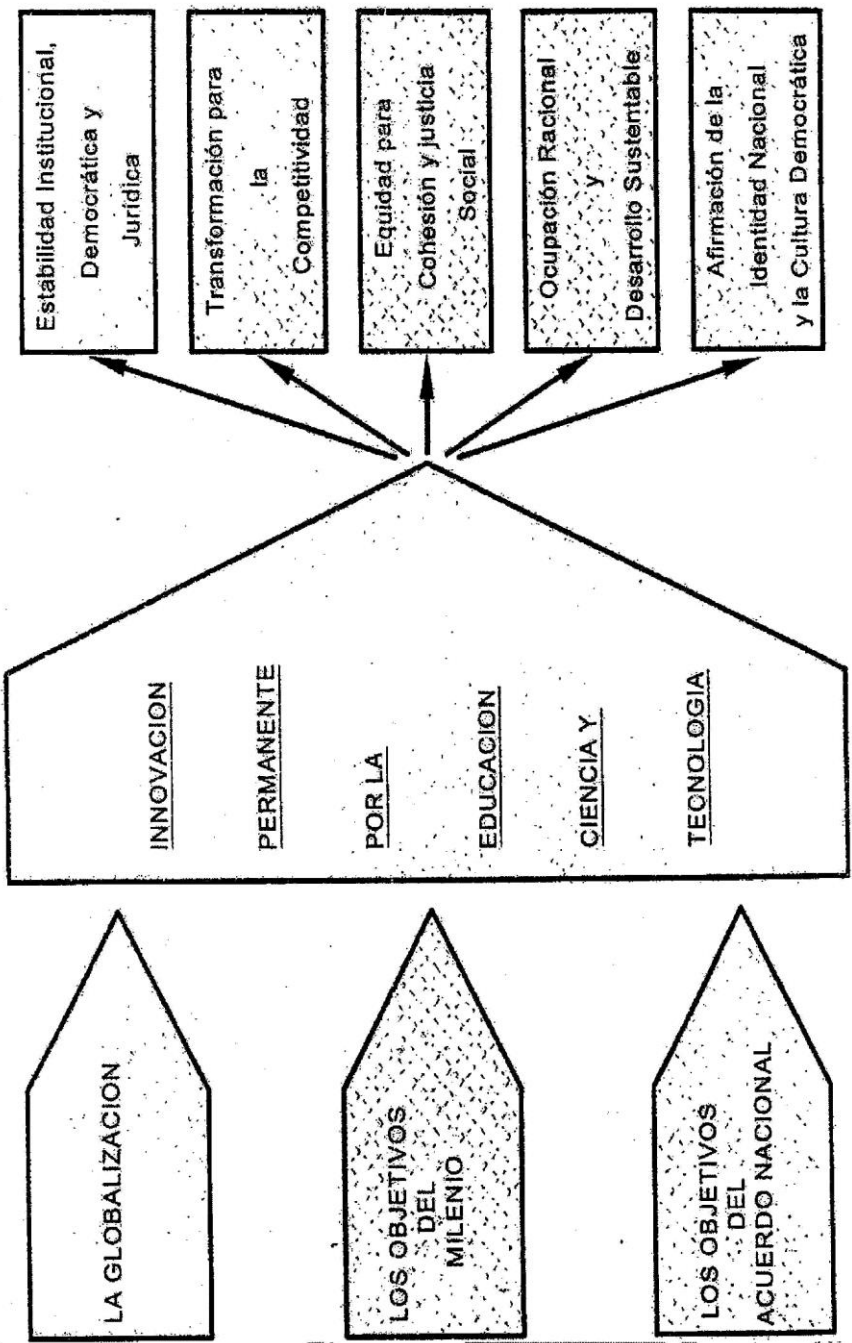 LA GLOBALIZACION
LOS OBJETIVOS
DEL
MILENIO
LOS OBJETIVOS
DEL
ACUERDO NACIONAL
INNOVACION
PERMANENTE
POR LA
EDUCACION
CIENCIA Y
TECNOLOGIA
Estabilidad Institucional,
Democrática y
Jurídica
Transformación para
la
Competitividad
Equidad para
Cohesión y justicia
Social
Ocupación Racional
y
Desarrollo Sustentable
Afirmación de la
Identidad Nacional
y la Cultura Democrática